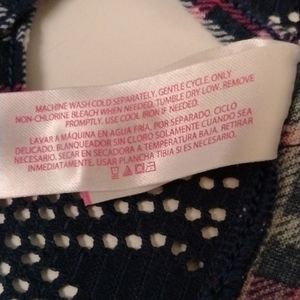 MACHINE WASH COLD SEPARATELY, GENTLE CYCLE. ONLY
NON-CHLORINE BLEACH WHEN NEEDED. TUMBLE DRY LOW. REMOVE
PROMPTLY. USE COOL IRON IF NEEDED.
LAVAR A MÁQUINA EN AGUA FRIA, POR SEPARADO. CICLO
DELICADO. BLANQUEADOR SIN CLORO SOLAMENTE CUANDO SEA
NECESARIO. SECAR EN SECADORA A TEMPERATURA BAJA. RETIRAR
INMEDIATAMENTE. USAR PLANCHA TIBIA SI ES NECESARIO.